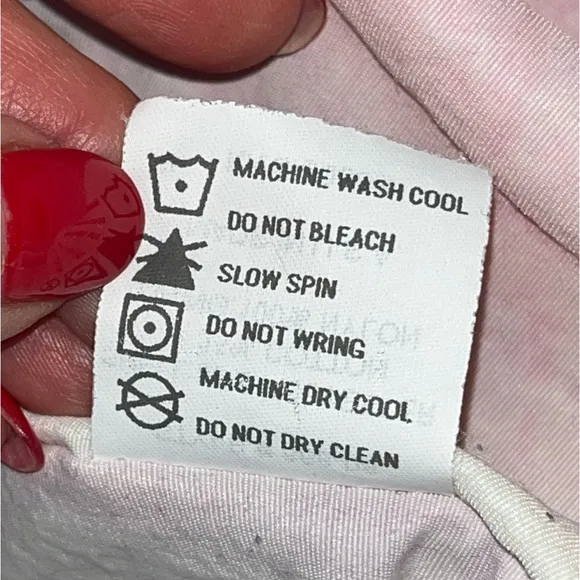 MACHINE WASH COOL
DO NOT BLEACH
SLOW SPIN
DO NOT WRING
MACHINE DRY COOL
DO NOT DRY CLEAN